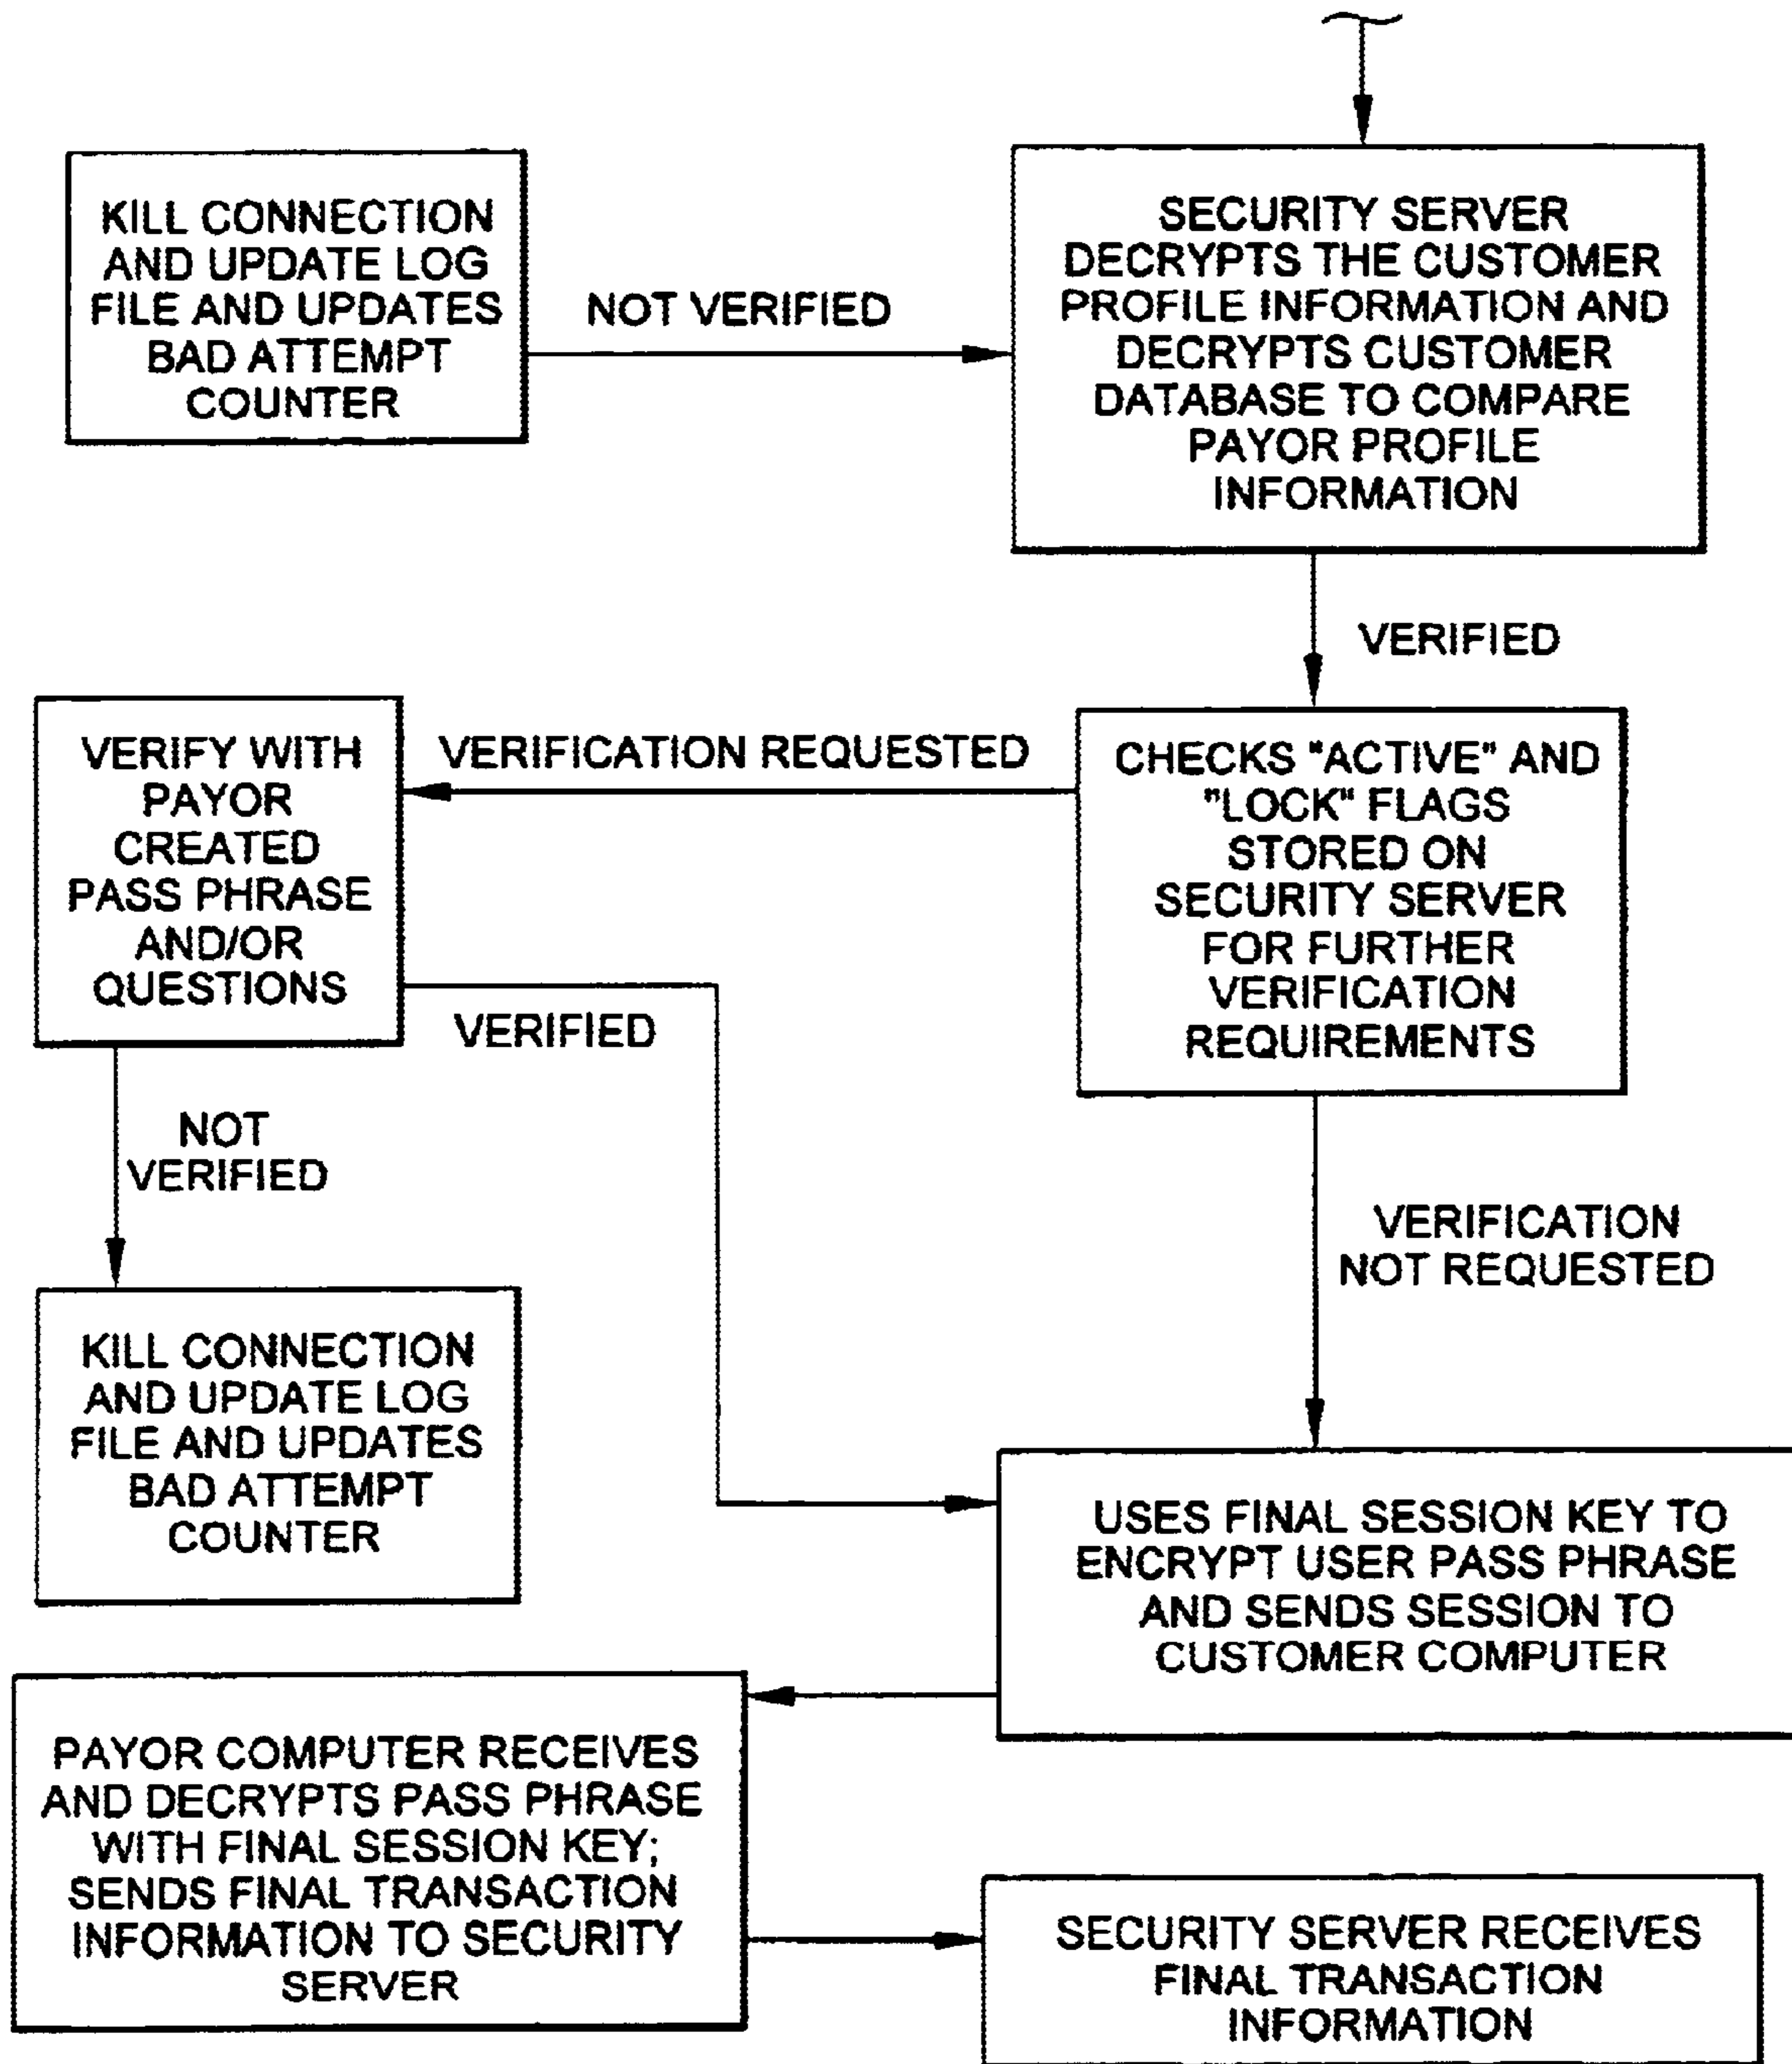 KILL CONNECTION
AND UPDATE LOG
FILE AND UPDATES
BAD ATTEMPT
COUNTER
NOT VERIFIED
SECURITY SERVER
DECRYPTS THE CUSTOMER
PROFILE INFORMATION AND
DECRYPTS CUSTOMER
DATABASE TO COMPARE
PAYOR PROFILE
INFORMATION
VERIFIED
CHECKS "ACTIVE" AND
"LOCK" FLAGS
STORED ON
SECURITY SERVER
FOR FURTHER
VERIFICATION
REQUIREMENTS
VERIFICATION REQUESTED
VERIFY WITH
PAYOR
CREATED
PASS PHRASE
AND/OR
QUESTIONS
VERIFIED
NOT
VERIFIED
KILL CONNECTION
AND UPDATE LOG
FILE AND UPDATES
BAD ATTEMPT
COUNTER
VERIFICATION
NOT REQUESTED
USES FINAL SESSION KEY TO
ENCRYPT USER PASS PHRASE
AND SENDS SESSION TO
CUSTOMER COMPUTER
PAYOR COMPUTER RECEIVES
AND DECRYPTS PASS PHRASE
WITH FINAL SESSION KEY;
SENDS FINAL TRANSACTION
INFORMATION TO SECURITY
SERVER
SECURITY SERVER RECEIVES
FINAL TRANSACTION
INFORMATION